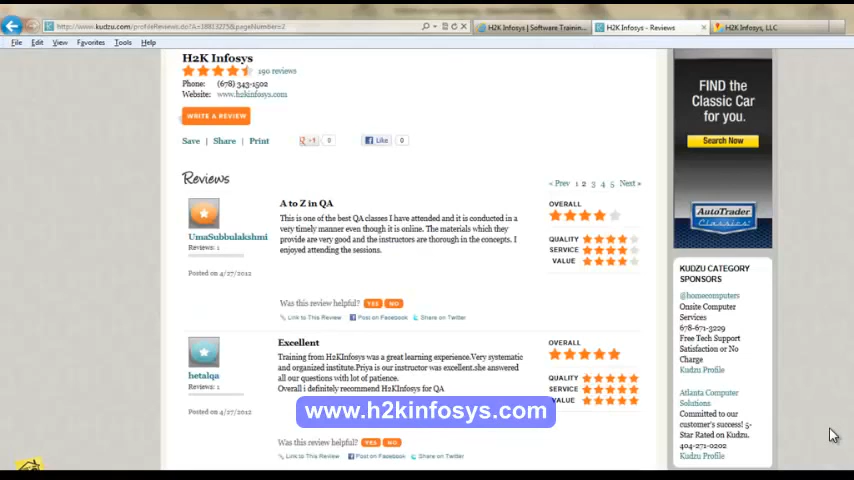 http://www.kudzu.com/profileReviews.do?
H2K Infosys | Software Trainin...
H2K Infosys - Reviews
H2K Infosys, LLC
File Edit View Favorites Tools Help
H2K Infosys
190 reviews
Phone: (678) 343-1502
Website: www.h2kinfosys.com
WRITE A REVIEW
Save | Share | Print
+1 0
Like 0
Reviews
« Prev 1 2 3 4 5 Next »
UmaSubbulakshmi
Reviews: 1
Posted on 4/27/2012
A to Z in QA
This is one of the best QA classes I have attended and it is conducted in a
very timely manner even though it is online. The materials which they
provide are very good and the instructors are thorough in the concepts. I
enjoyed attending the sessions.
OVERALL
QUALITY
SERVICE
VALUE
Was this review helpful? YES NO
Link to This Review Post on Facebook Share on Twitter
hetalqa
Reviews: 1
Posted on 4/27/2012
Excellent
Training from H2KInfosys was a great learning experience.Very systematic
and organized institute.Priya is our instructor was excellent.she answered
all our questions with lot of patience.
Overall i definitely recommend H2KInfosys for QA
OVERALL
QUALITY
SERVICE
VALUE
www.h2kinfosys.com
Was this review helpful? YES NO
Link to This Review Post on Facebook Share on Twitter
FIND the
Classic Car
for you.
Search Now
AutoTrader
Classics
KUDZU CATEGORY
SPONSORS
@homecomputers
Onsite Computer
Services
678-671-3229
Free Tech Support
Satisfaction or No
Charge
Kudzu Profile
Atlanta Computer
Solutions
Committed to our
customer's success! 5-
Star Rated on Kudzu.
404-271-0202
Kudzu Profile